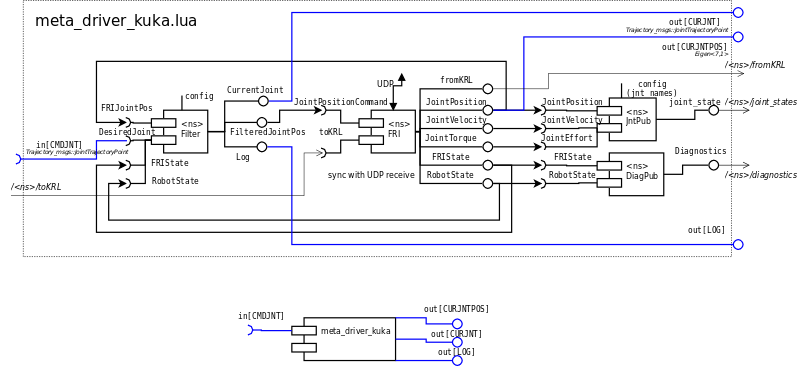 meta_driver_kuka.lua
out[CURJNT]
Trajectory_msgs::JointTrajectoryPoint
out[CURJNTPOS]
Eigen<7,1>
/<ns>/fromKRL
config
CurrentJoint
UDP
fromKRL
config
(jnt_names)
FRIJointPos
JointPositionCommand
JointPosition
JointPosition
joint_state
/<ns>/joint_states
<ns>
Filter
<ns>
FRI
<ns>
JntPub
DesiredJoint
FilteredJointPos
toKRL
JointVelocity
JointVelocity
in[CMDJNT]
Trajectory_msgs::JointTrajectoryPoint
JointTorque
JointEffort
Log
FRIState
FRIState
FRIState
<ns>
DiagPub
Diagnostics
/<ns>/diagnostics
RobotState
sync with UDP receive
RobotState
RobotState
/<ns>/toKRL
out[LOG]
in[CMDJNT]
out[CURJNTPOS]
meta_driver_kuka
out[CURJNT]
out[LOG]